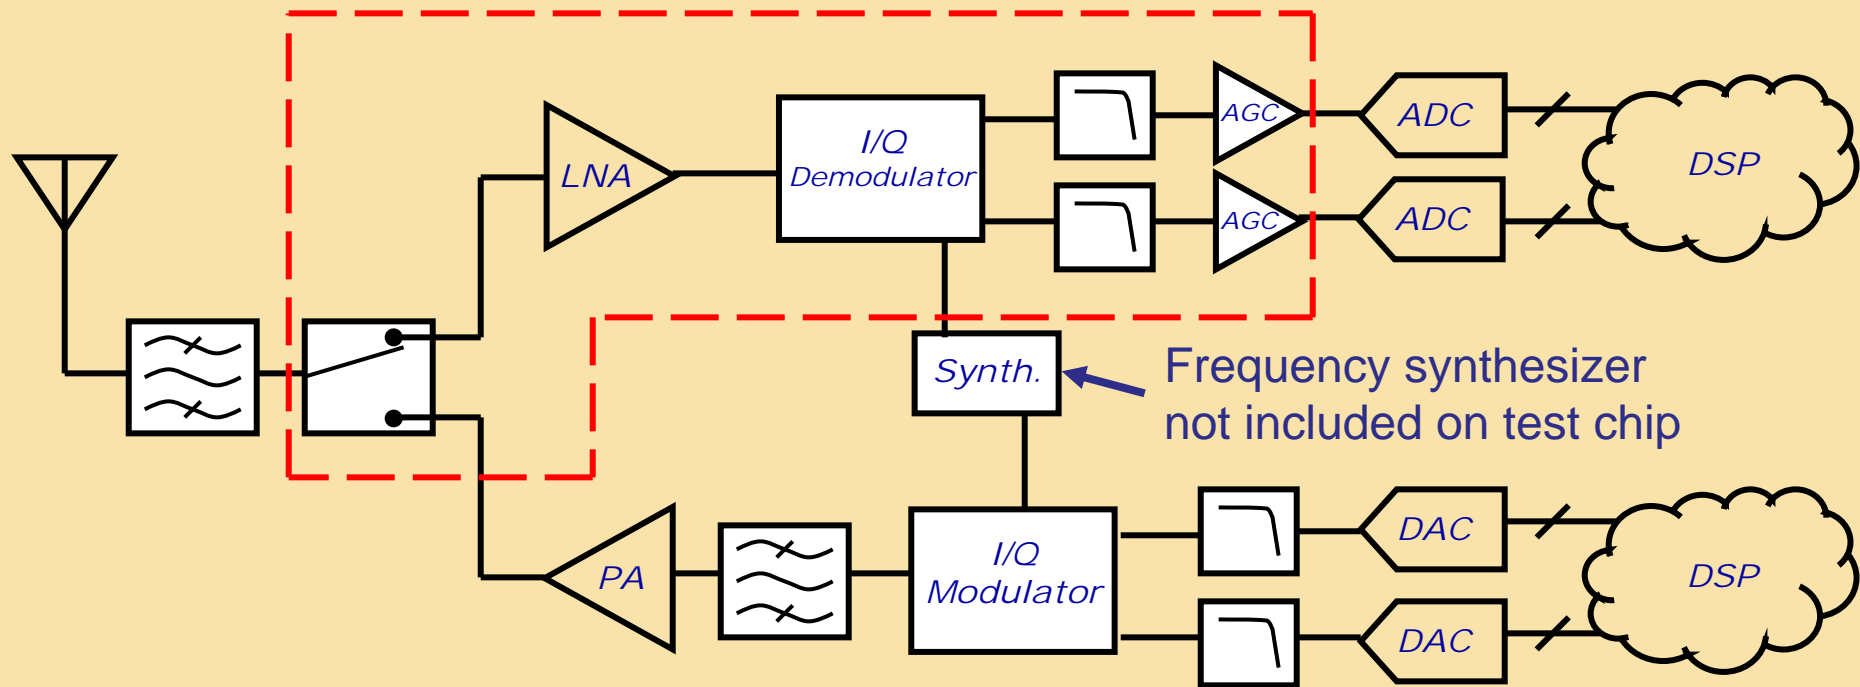 LNA
I/Q
Demodulator
AGC
AGC
ADC
ADC
DSP
Synth.
Frequency synthesizer
not included on test chip
PA
I/Q
Modulator
DAC
DAC
DSP